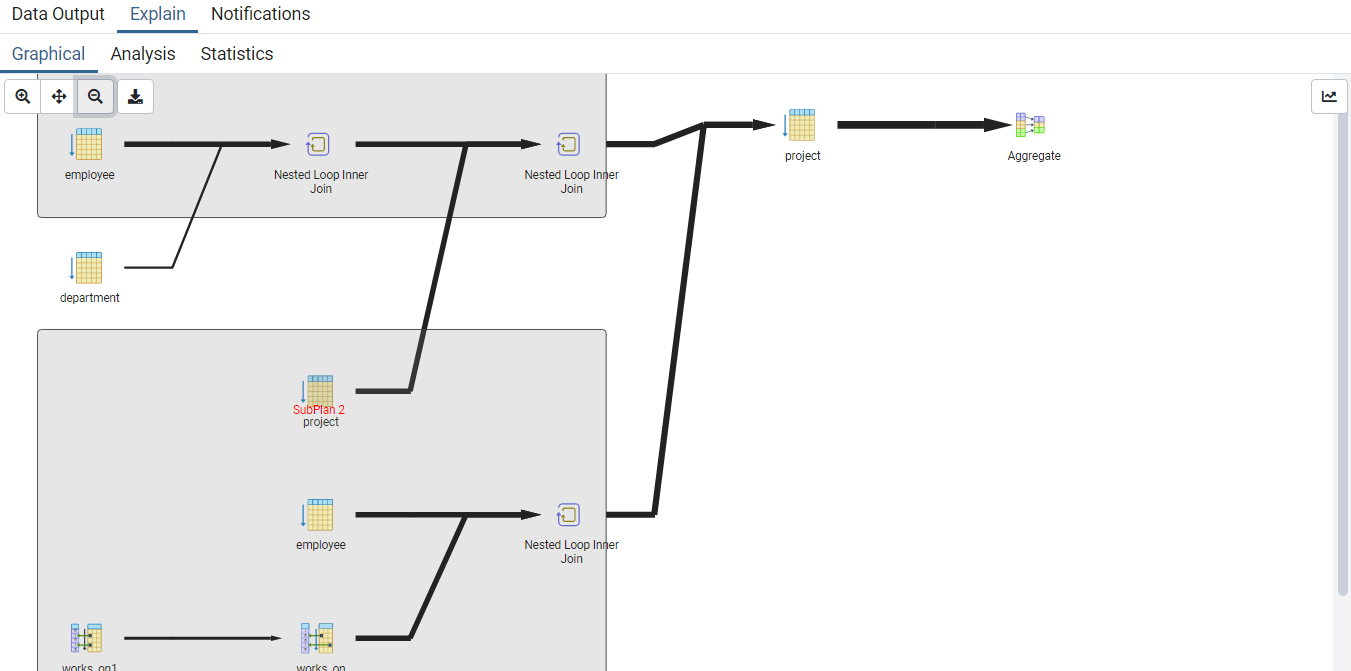 Data Output Explain Notifications
Graphical Analysis Statistics
employee
Nested Loop Inner
Join
Nested Loop Inner
Join
project
Aggregate
department
SubPlan 2
project
employee
Nested Loop Inner
Join
works_on1
works_on